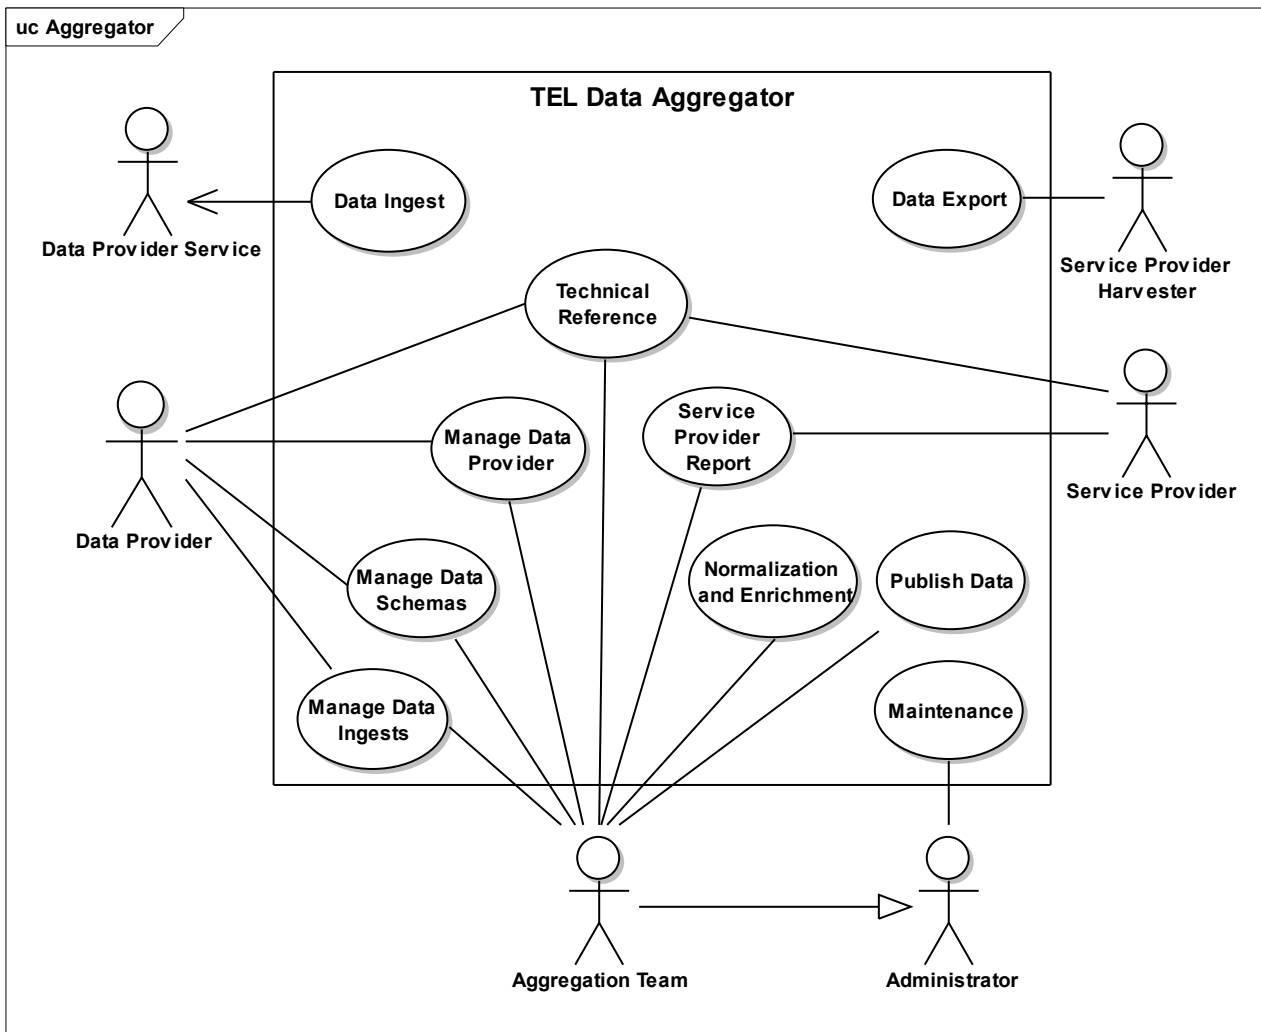 uc Aggregator
TEL Data Aggregator
Data Ingest
Data Export
Data Provider Service
Service Provider
Harvester
Technical
Reference
Manage Data
Provider
Service
Provider
Report
Service Provider
Data Provider
Manage Data
Schemas
Normalization
and Enrichment
Publish Data
Manage Data
Ingests
Maintenance
Aggregation Team
Administrator